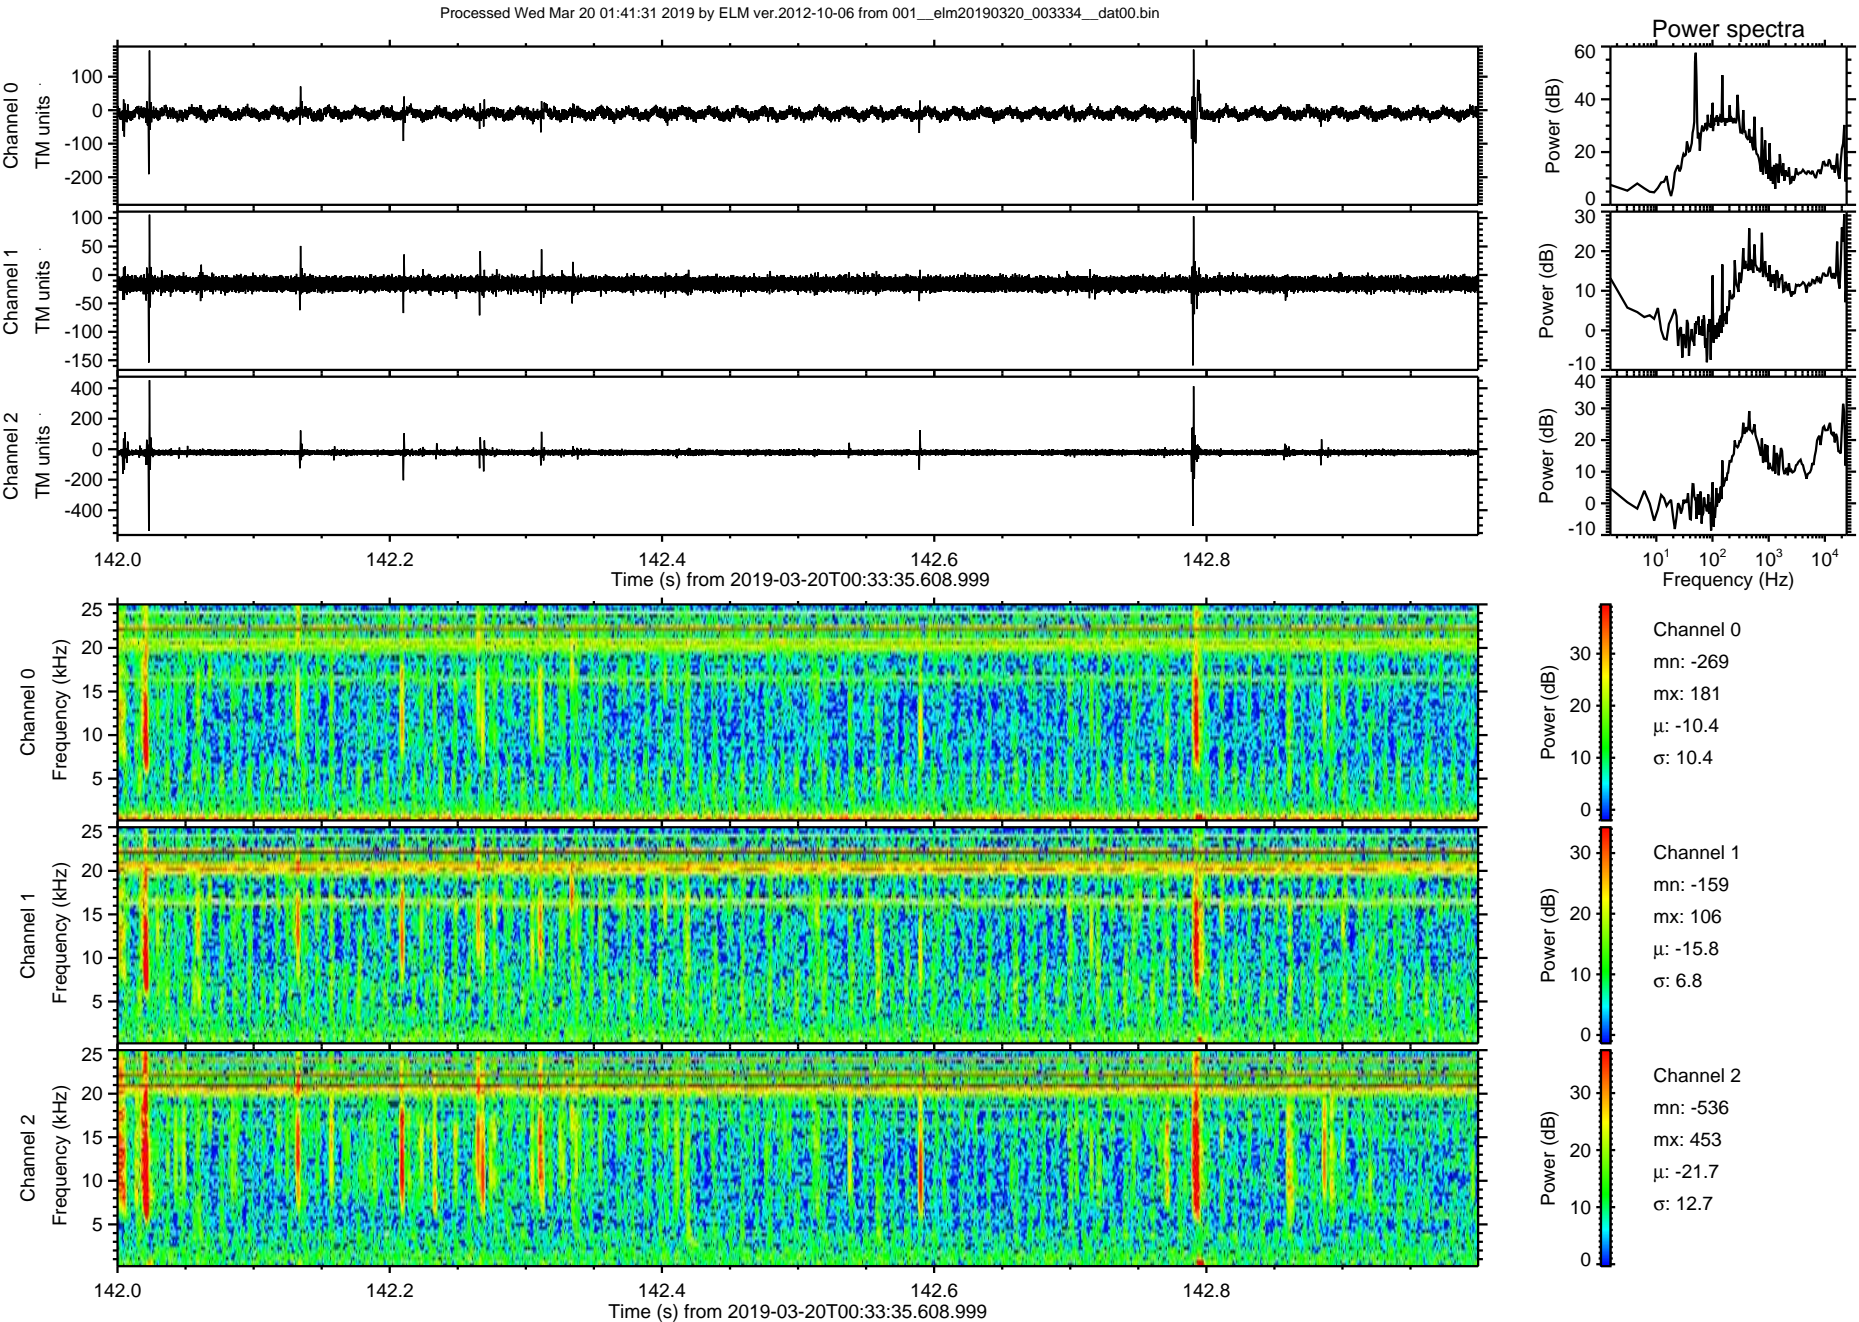 Processed Wed Mar 20 01:41:31 2019 by ELM ver.2012-10-06 from 001__elm20190320_003334__dat00.bin
Power spectra
Channel 0
TM units
100
0
-100
-200
Power (dB)
60
40
20
0
Channel 1
TM units
100
50
0
-50
-100
-150
Power (dB)
30
20
10
0
-10
Channel 2
TM units
400
200
0
-200
-400
Power (dB)
40
30
20
10
0
-10
142.0 142.2 142.4 142.6 142.8
Time (s) from 2019-03-20T00:33:35.608.999
10¹ 10² 10³ 10⁴
Frequency (Hz)
Channel 0
Frequency (kHz)
25
20
15
10
5
Power (dB)
30
20
10
0
Channel 0
mn: -269
mx: 181
μ: -10.4
σ: 10.4
Channel 1
Frequency (kHz)
25
20
15
10
5
Power (dB)
30
20
10
0
Channel 1
mn: -159
mx: 106
μ: -15.8
σ: 6.8
Channel 2
Frequency (kHz)
25
20
15
10
5
Power (dB)
30
20
10
0
Channel 2
mn: -536
mx: 453
μ: -21.7
σ: 12.7
142.0 142.2 142.4 142.6 142.8
Time (s) from 2019-03-20T00:33:35.608.999